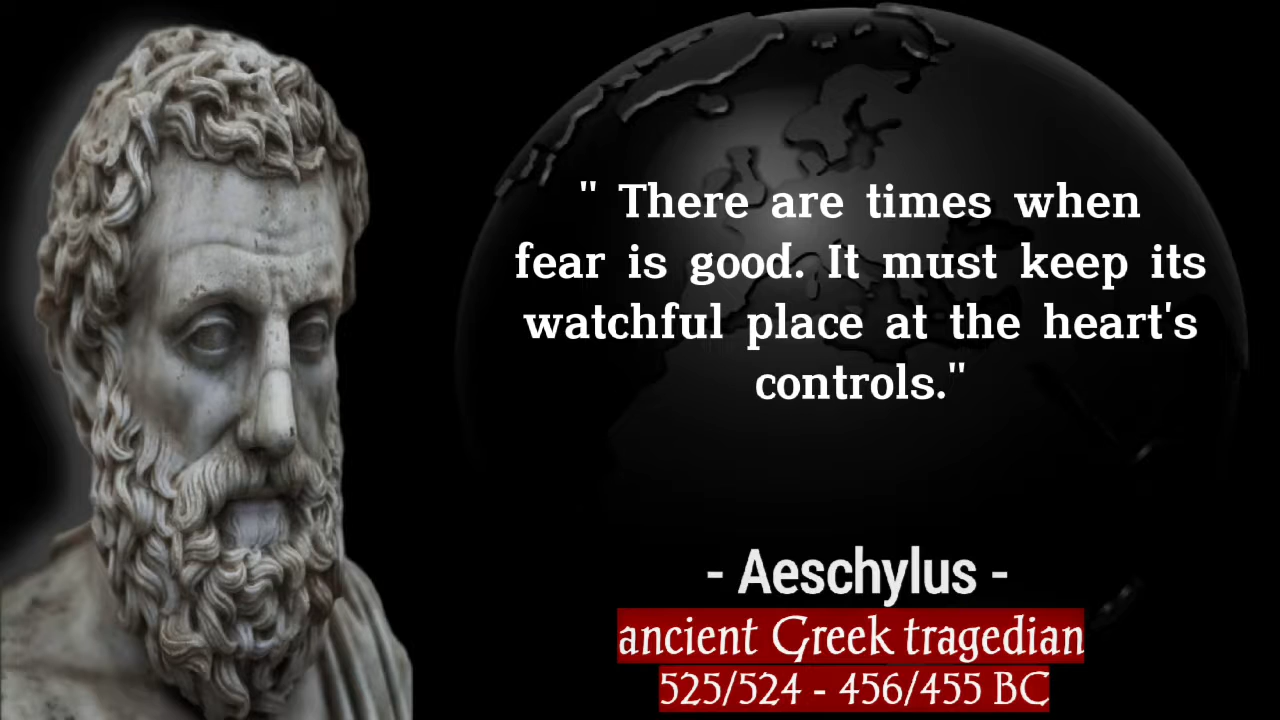 " There are times when
fear is good. It must keep its
watchful place at the heart's
controls."
- Aeschylus -
ancient Greek tragedian
525/524 - 456/455 BC